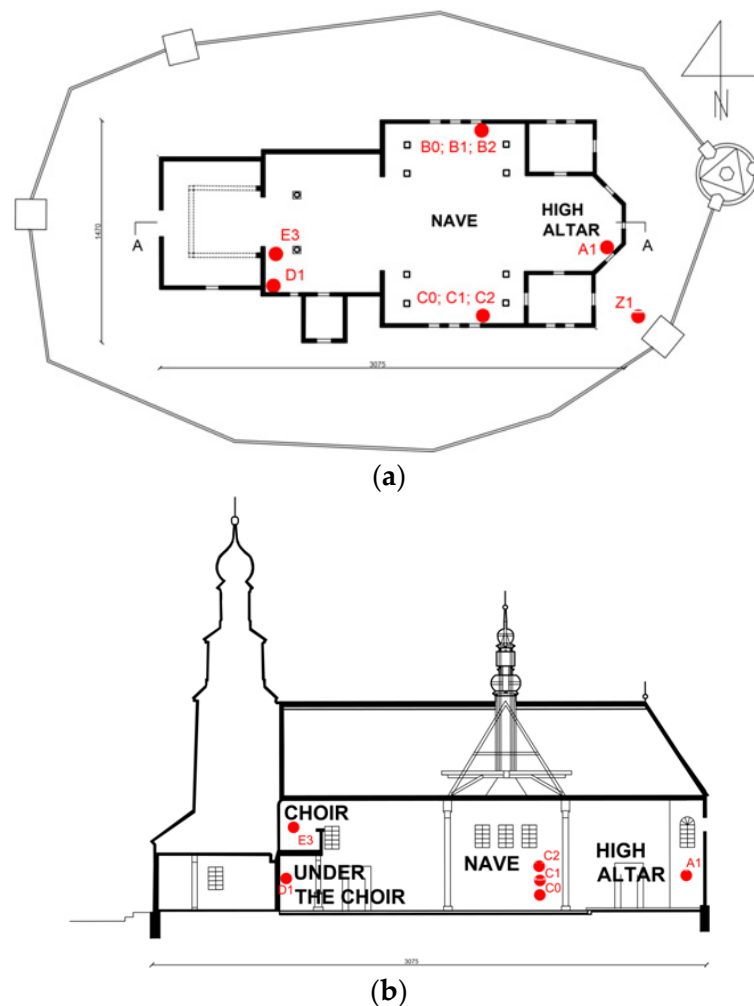 N
B0; B1; B2
1470
NAVE
HIGH
ALTAR
A
A
E3
A1
D1
C0; C1; C2
Z1
3075
(a)
CHOIR
E3
C2
NAVE
HIGH
ALTAR
C1
A1
UNDER
D1
THE CHOIR
C0
3075
(b)